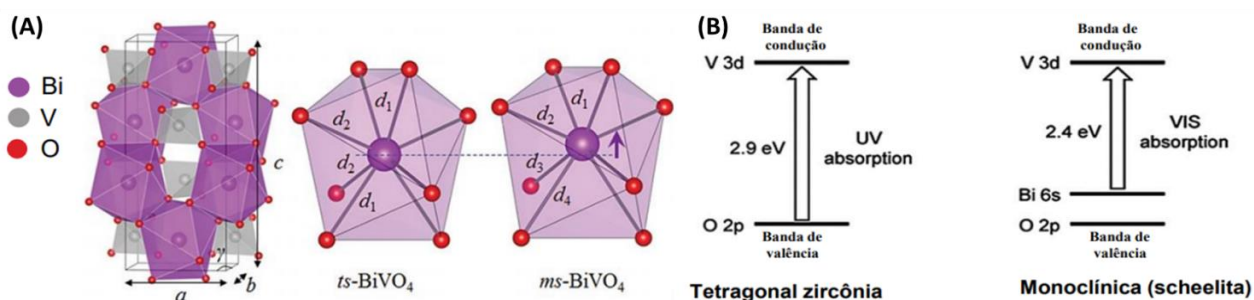 (A)
Bi
V
O
c
γ
b
a
d1
d2
d2
d1
ts-BiVO4
d1
d2
d3
d4
ms-BiVO4
(B)
Banda de
condução
V 3d
2.9 eV
UV
absorption
O 2p
Banda de
valência
Tetragonal zircônia
Banda de
condução
V 3d
2.4 eV
VIS
absorption
Bi 6s
O 2p
Banda de
valência
Monoclínica (scheelita)